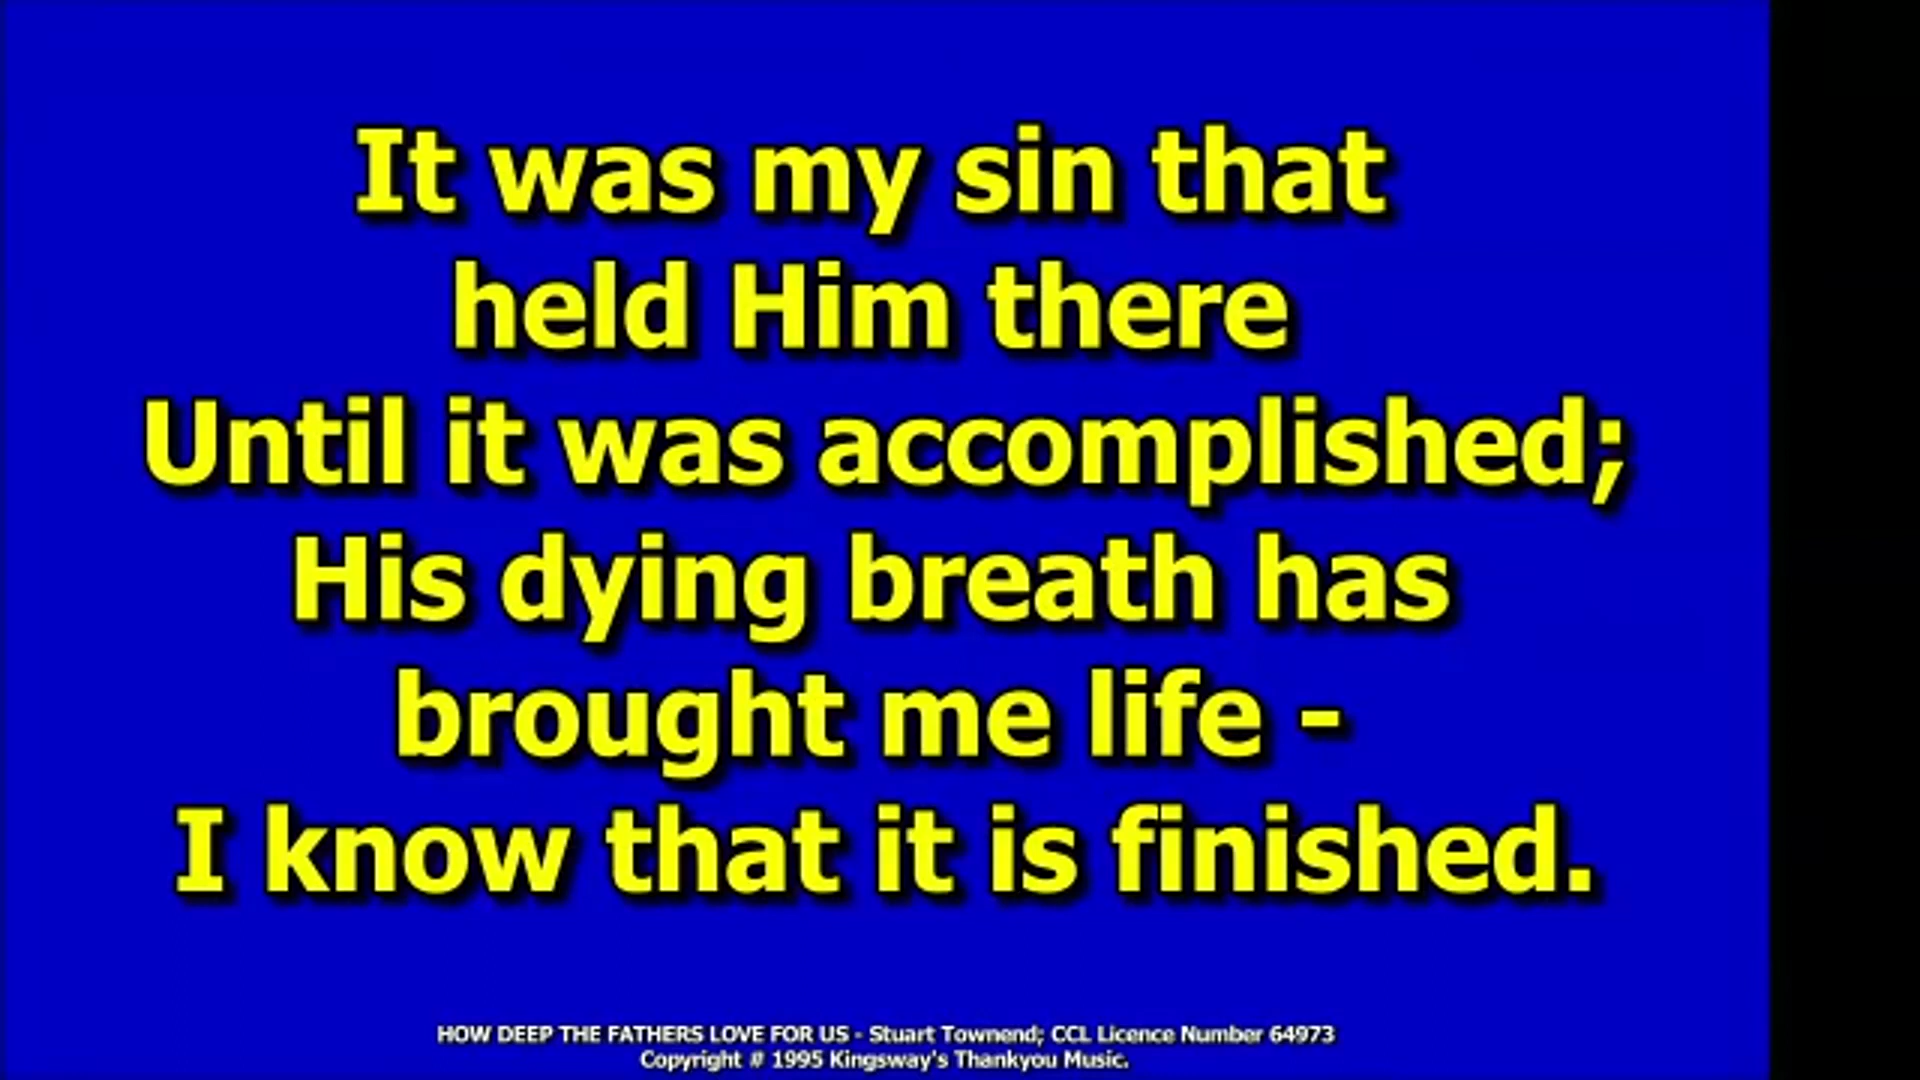 It was my sin that
held Him there
Until it was accomplished;
His dying breath has
brought me life -
I know that it is finished.
HOW DEEP THE FATHERS LOVE FOR US - Stuart Townend; CCL Licence Number 64973
Copyright # 1995 Kingsway's Thankyou Music.